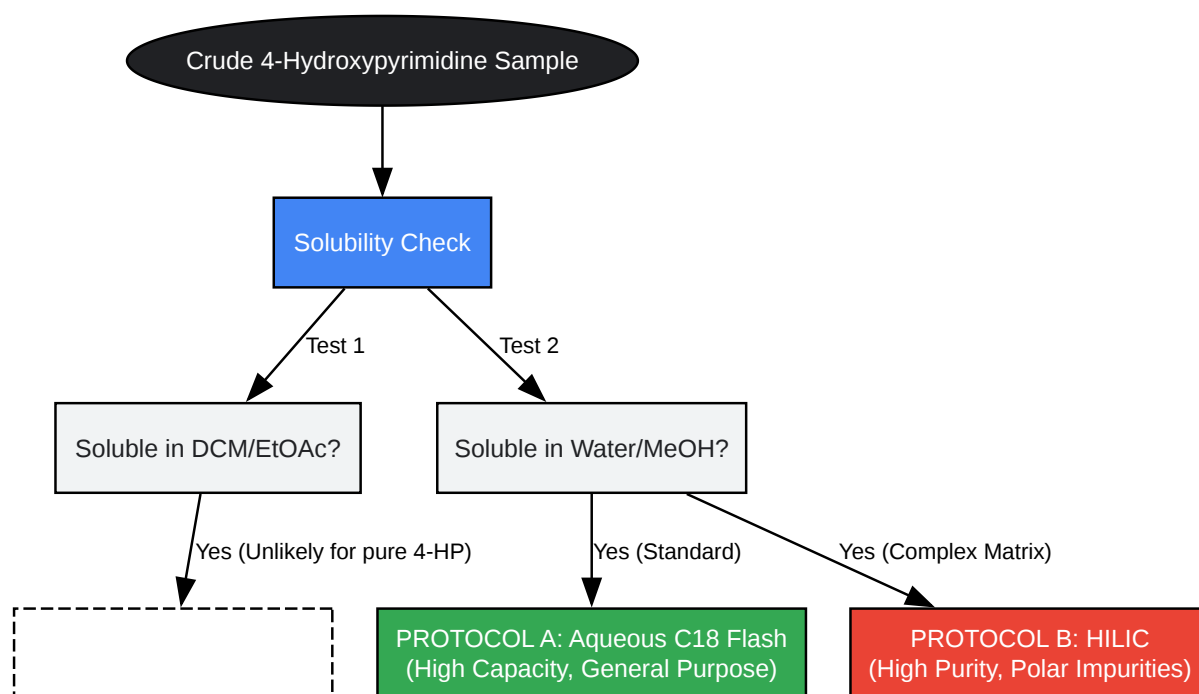 Crude 4-Hydroxypyrimidine Sample
Solubility Check
Test 1
Test 2
Soluble in DCM/EtOAc?
Soluble in Water/MeOH?
Yes (Unlikely for pure 4-HP)
Yes (Standard)
Yes (Complex Matrix)
PROTOCOL A: Aqueous C18 Flash
(High Capacity, General Purpose)
PROTOCOL B: HILIC
(High Purity, Polar Impurities)